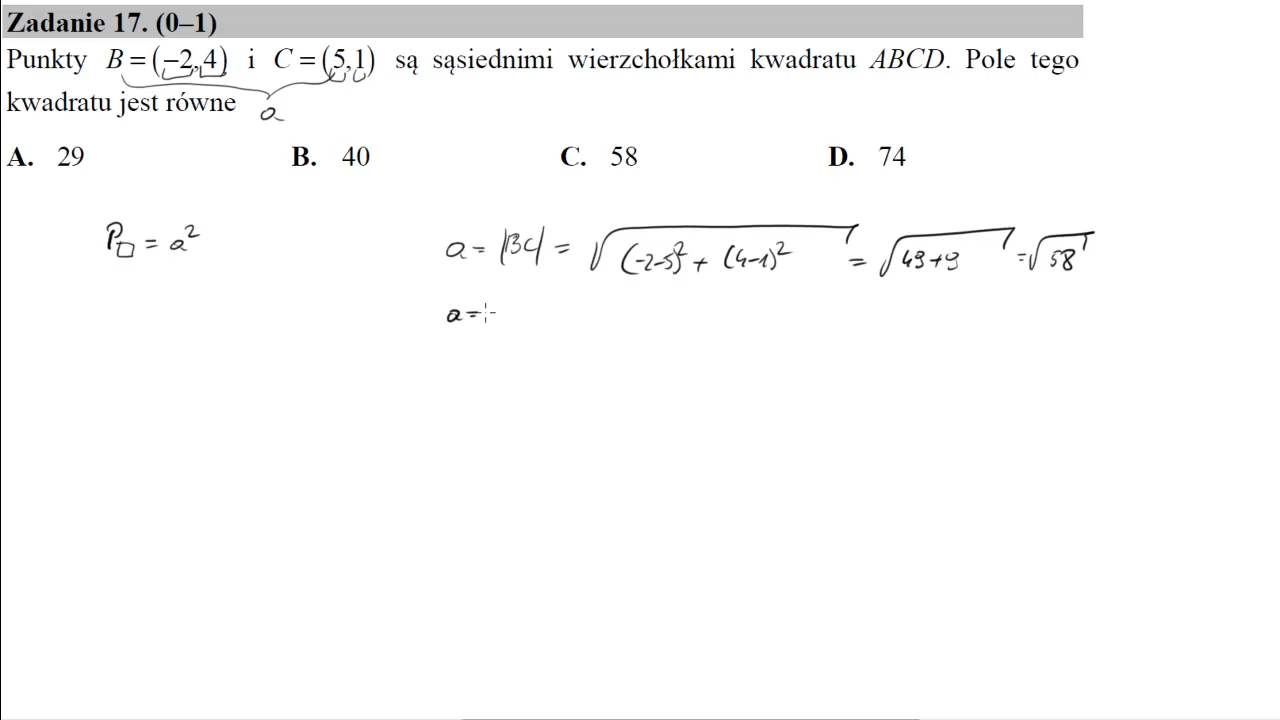 Zadanie 17. (0–1)
Punkty B = (−2,4) i C = (5,1) są sąsiednimi wierzchołkami kwadratu ABCD. Pole tego
kwadratu jest równe
a
A. 29 B. 40 C. 58 D. 74
P□ = a² a = |BC| = √((-2-5)² + (4-1)²) = √(49+9) = √58
a =